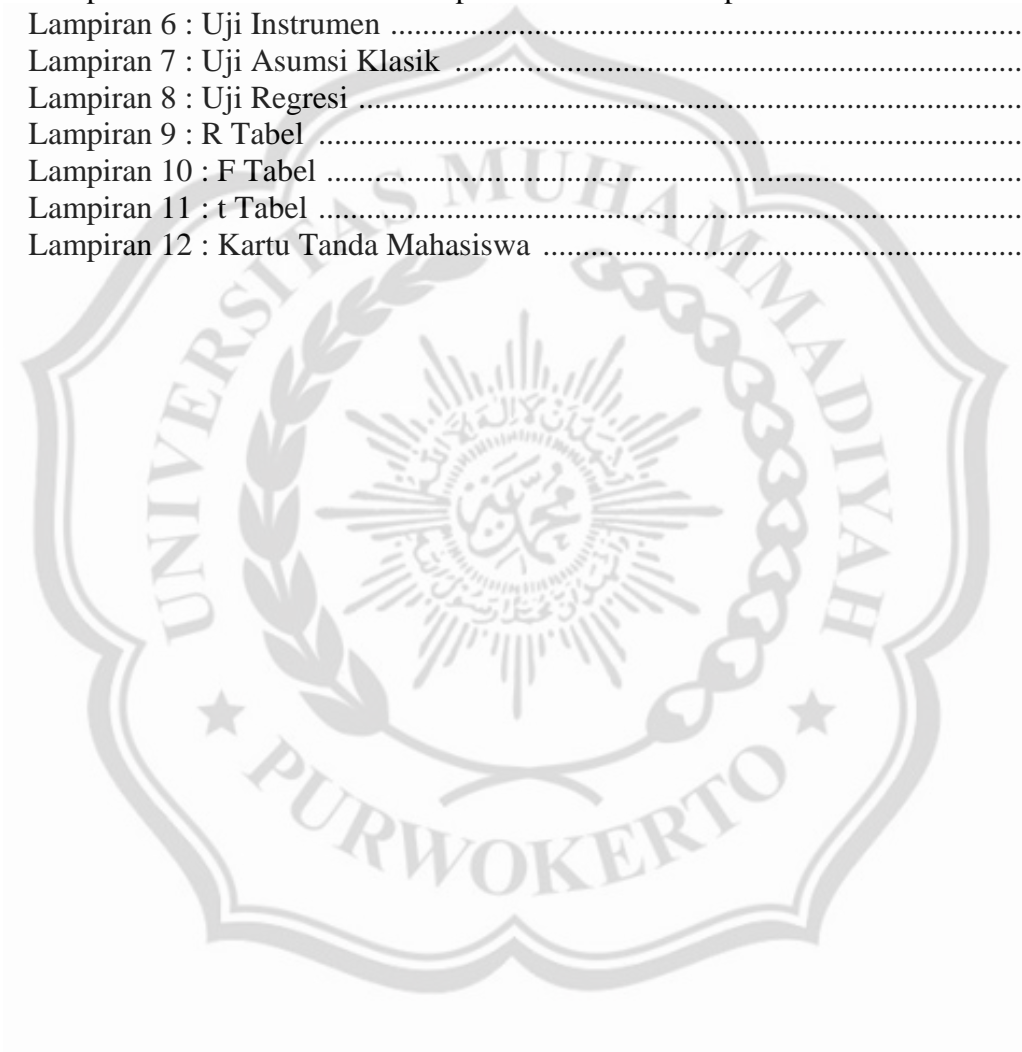 Lampiran 6 : Uji Instrumen ................................................................................
Lampiran 7 : Uji Asumsi Klasik .......................................................................
Lampiran 8 : Uji Regresi ...................................................................................
Lampiran 9 : R Tabel ........................................................................................
Lampiran 10 : F Tabel .......................................................................................
Lampiran 11 : t Tabel ........................................................................................
Lampiran 12 : Kartu Tanda Mahasiswa ............................................................
UNIVERSITAS MUHAMMADIYAH
PURWOKERTO